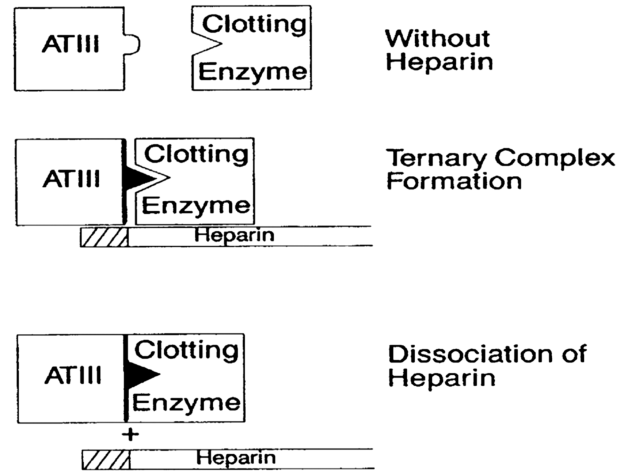 ATIII
Clotting
Enzyme
Without
Heparin
ATIII
Clotting
Enzyme
Heparin
Ternary Complex
Formation
ATIII
Clotting
Enzyme
+
Heparin
Dissociation of
Heparin